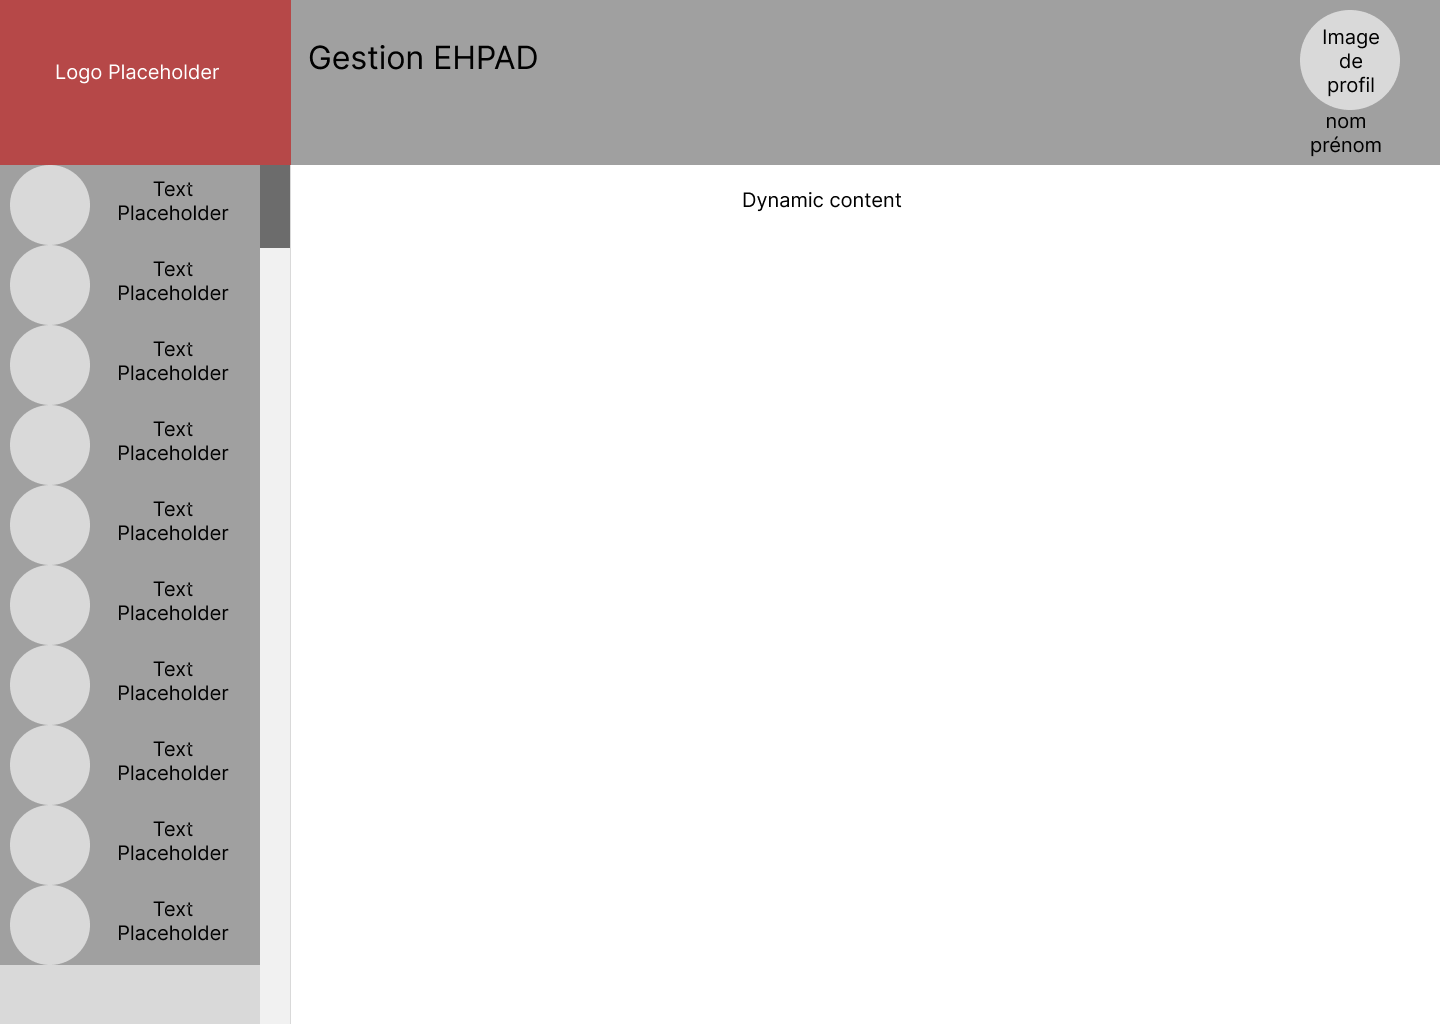 Logo Placeholder
Gestion EHPAD
Image
de
profil
nom
prénom
Text
Placeholder
Text
Placeholder
Text
Placeholder
Text
Placeholder
Text
Placeholder
Text
Placeholder
Text
Placeholder
Text
Placeholder
Text
Placeholder
Text
Placeholder
Dynamic content